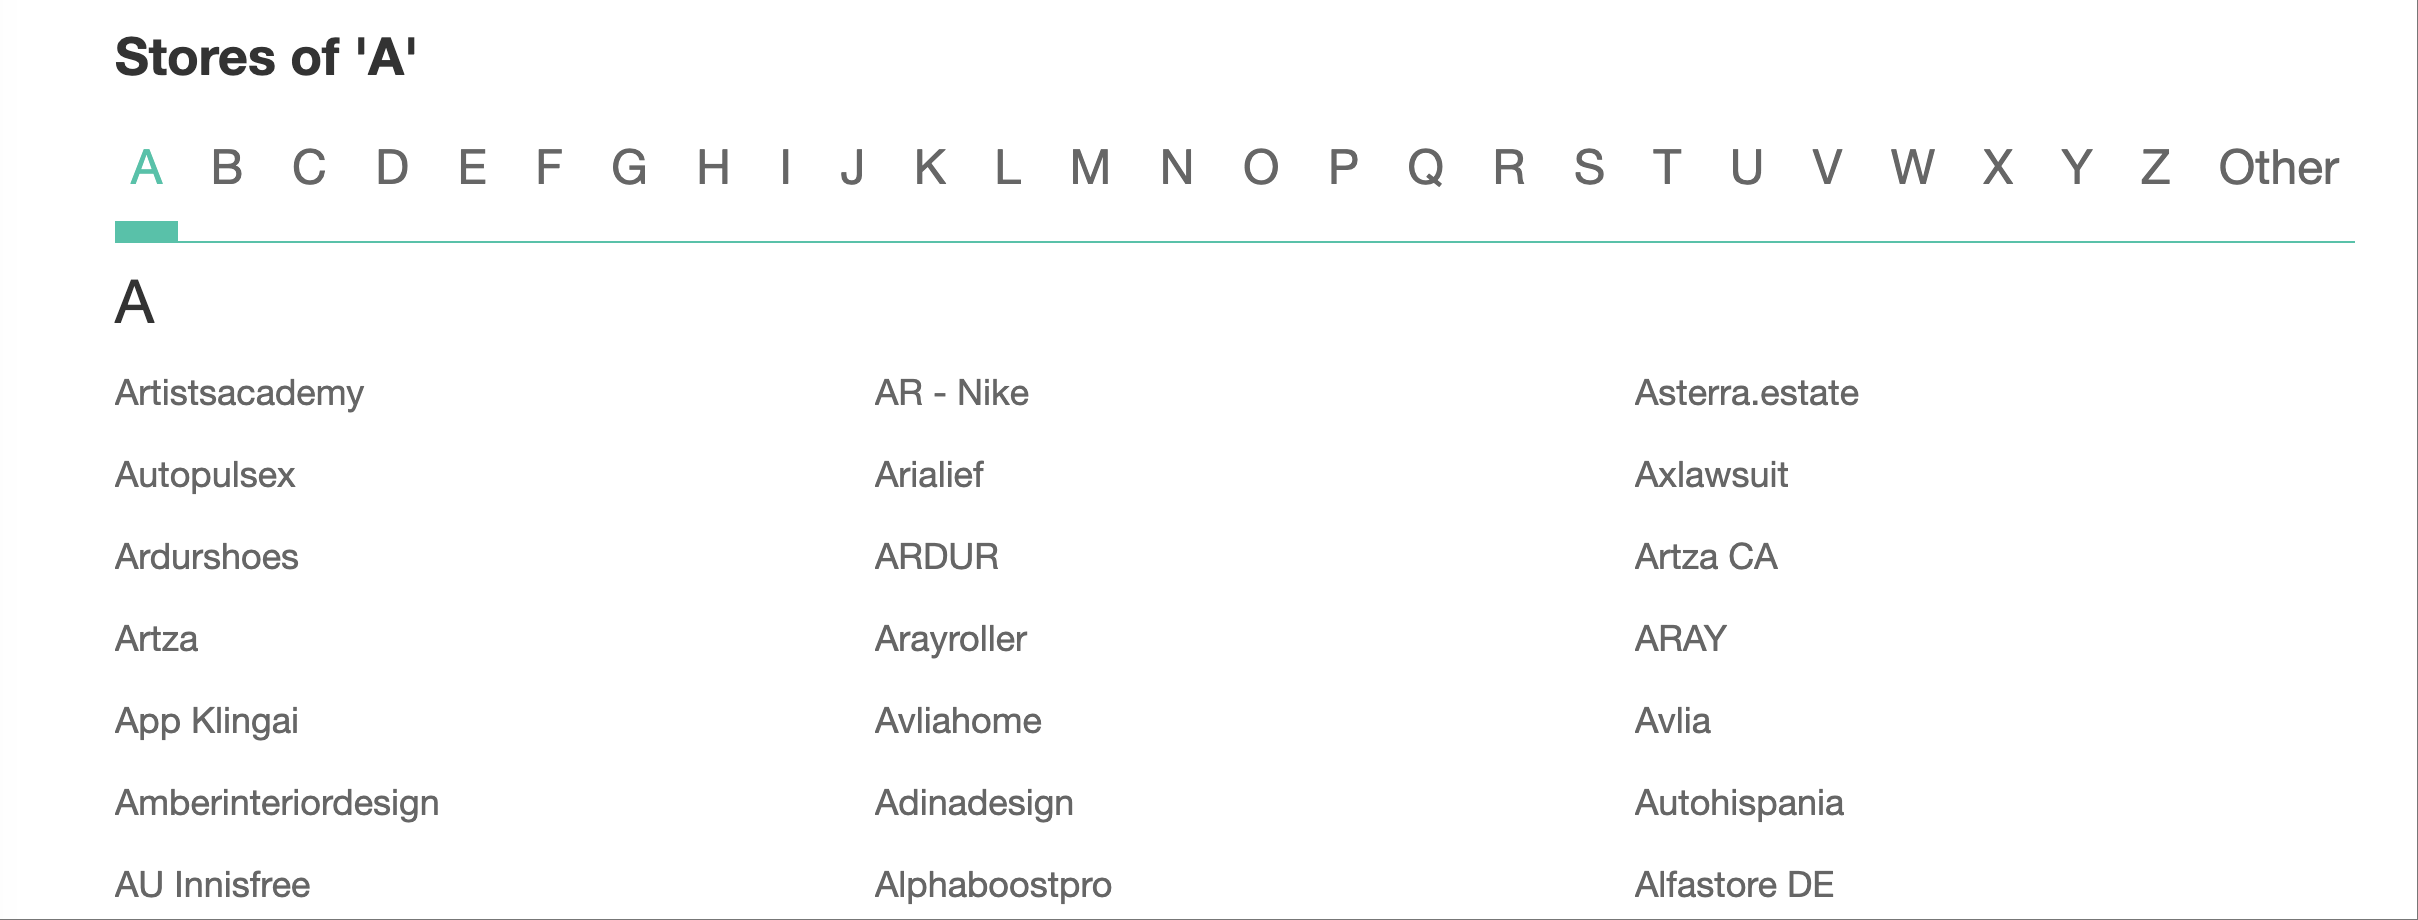 Stores of 'A'
A B C D E F G H I J K L M N O P Q R S T U V W X Y Z Other
A
Artistsacademy AR - Nike Asterra.estate
Autopulsex Arialief Axlawsuit
Ardurshoes ARDUR Artza CA
Artza Arayroller ARAY
App Klingai Avliahome Avlia
Amberinteriordesign Adinadesign Autohispania
AU Innisfree Alphaboostpro Alfastore DE